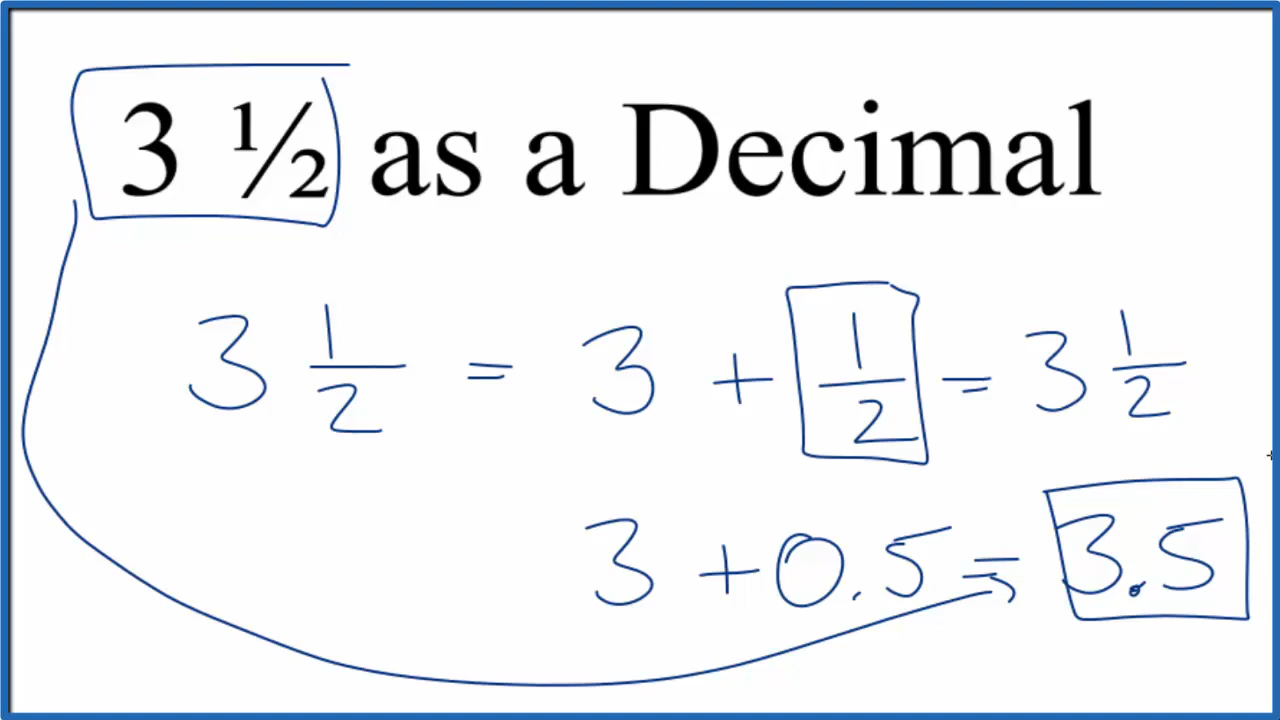 3 ½ as a Decimal
3 1/2 = 3 + 1/2 = 3 1/2
3 + 0.5 = 3.5